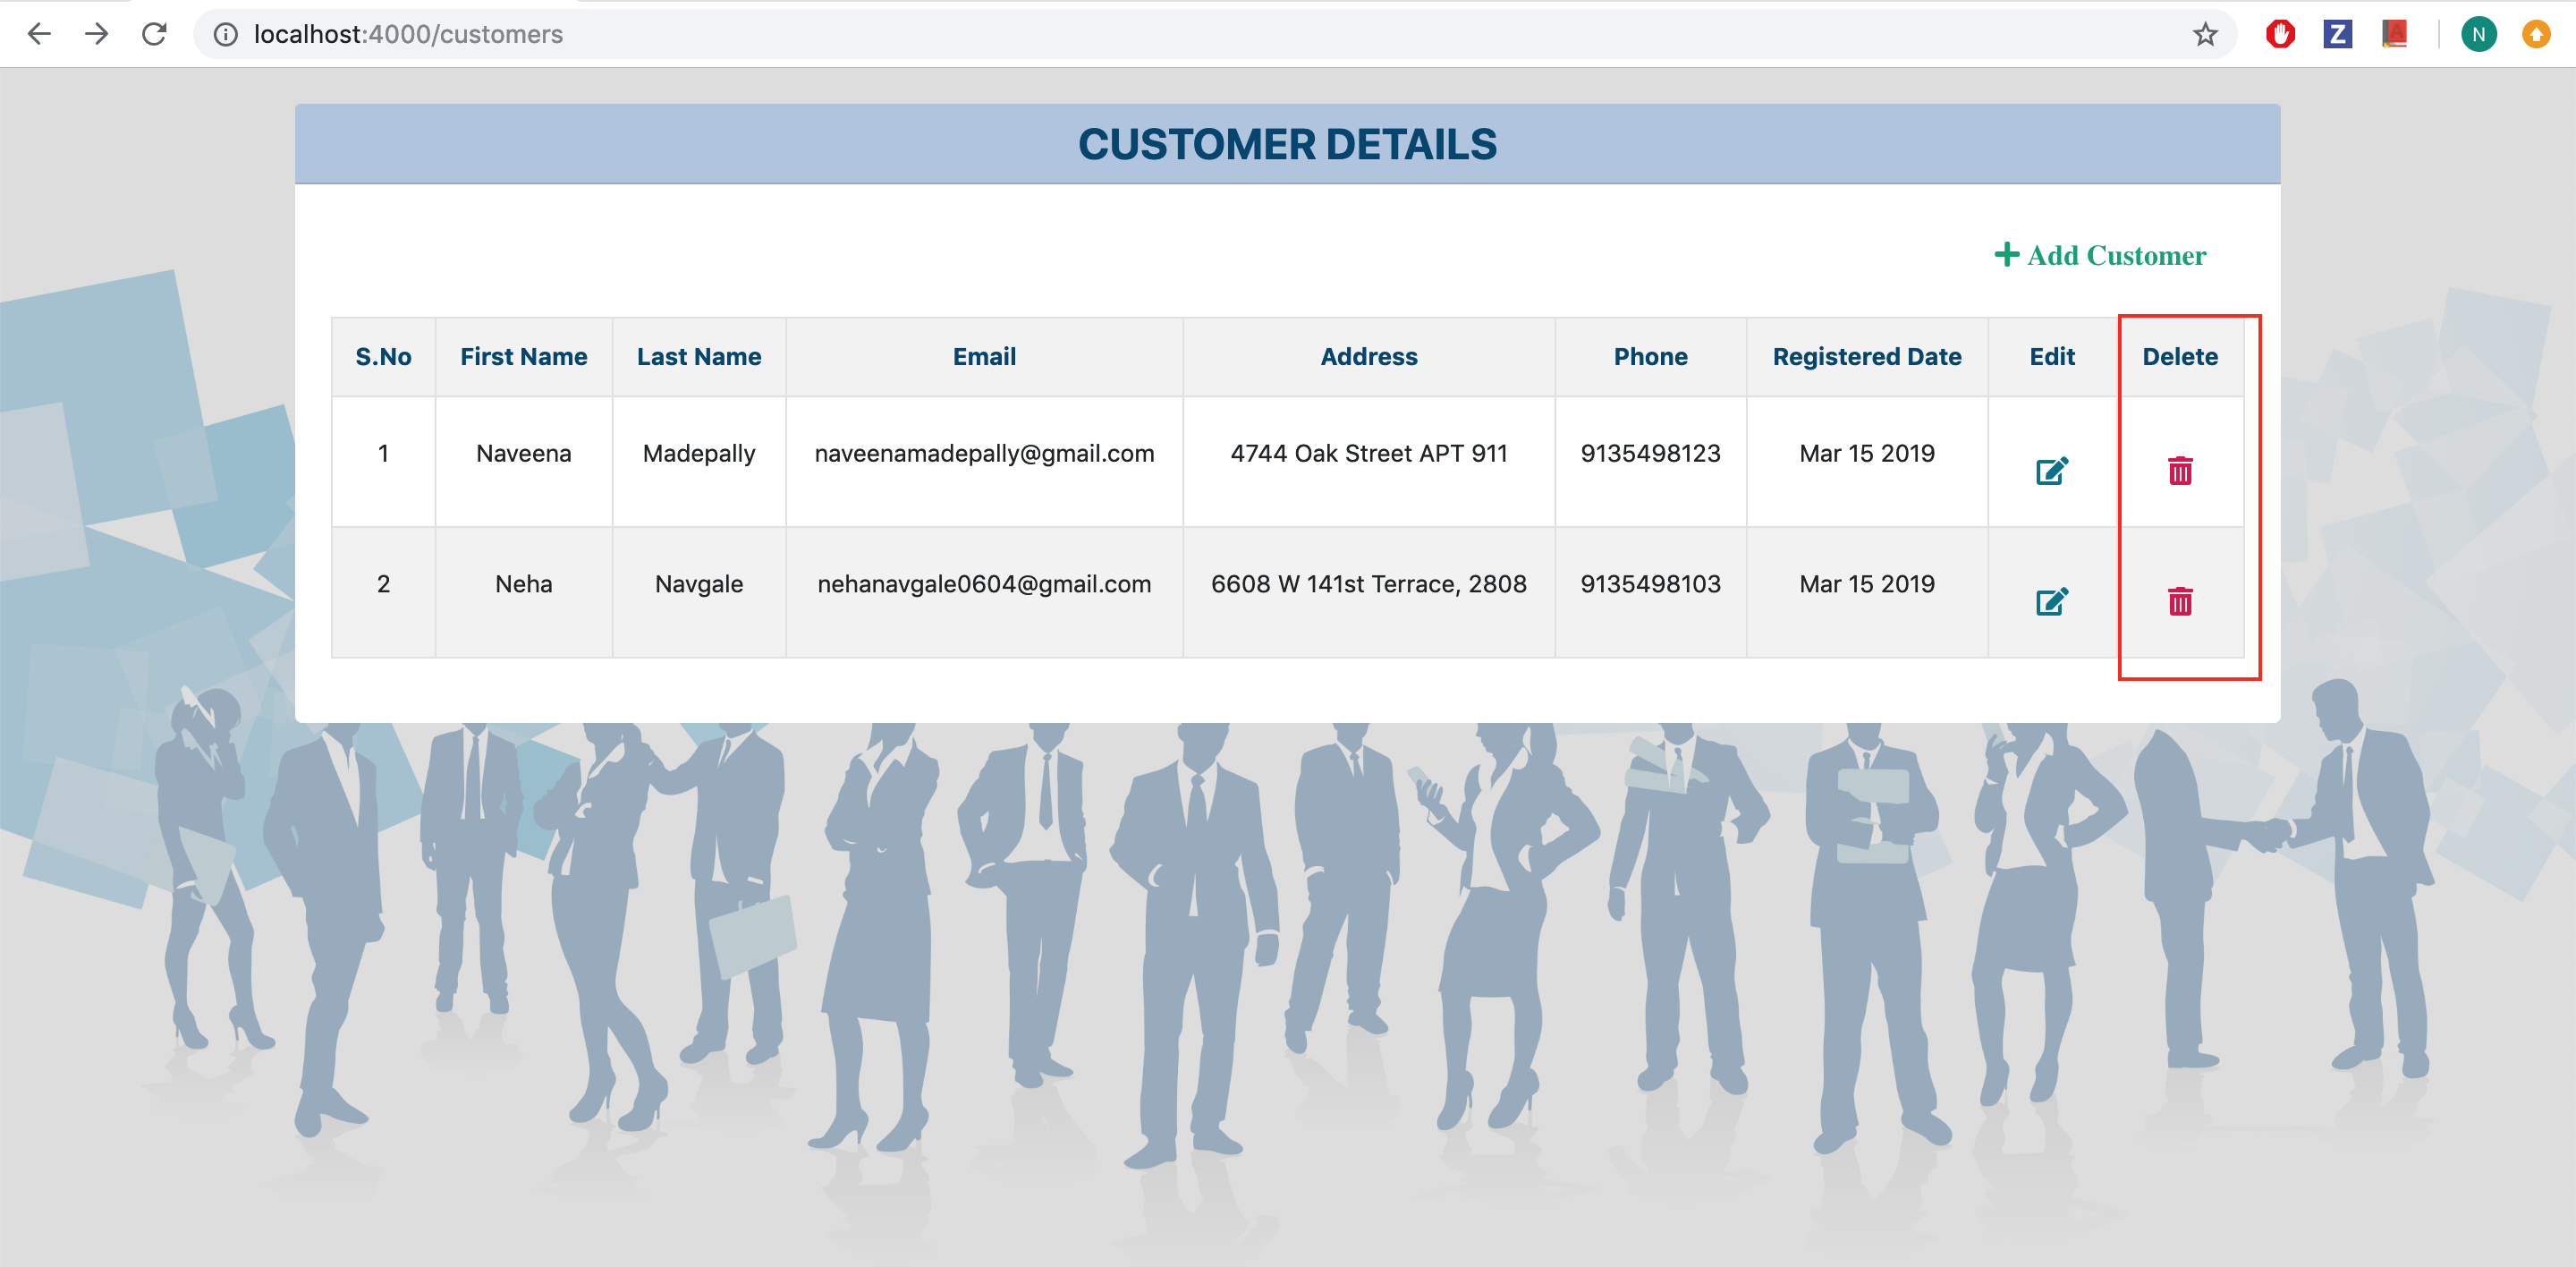 localhost:4000/customers
Z
A
N
CUSTOMER DETAILS
Add Customer
S.No First Name Last Name Email Address Phone Registered Date Edit Delete
1 Naveena Madepally naveenamadepally@gmail.com 4744 Oak Street APT 911 9135498123 Mar 15 2019
2 Neha Navgale nehanavgale0604@gmail.com 6608 W 141st Terrace, 2808 9135498103 Mar 15 2019